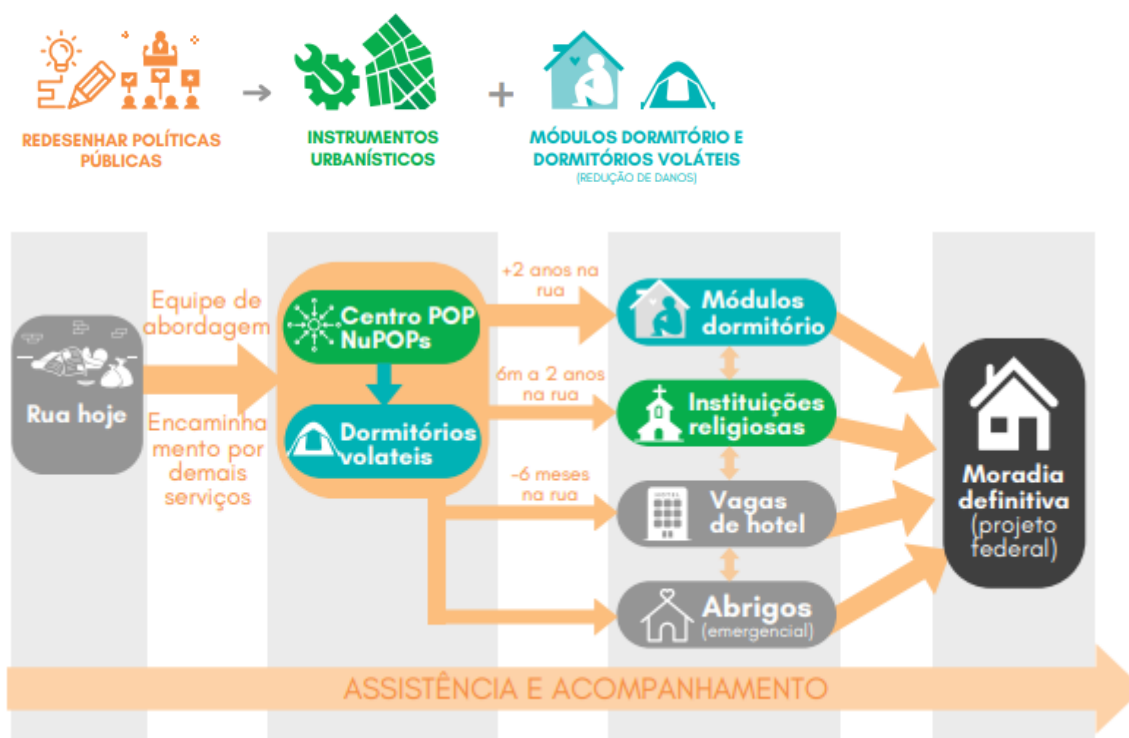 REDESENHAR POLÍTICAS
PÚBLICAS
INSTRUMENTOS
URBANÍSTICOS
MÓDULOS DORMITÓRIO E
DORMITÓRIOS VOLÁTEIS
(REDUÇÃO DE DANOS)
Rua hoje
Equipe de
abordagem
Encaminha
mento por
demais
serviços
Centro POP
NuPOPs
Dormitórios
volateis
+2 anos na
rua
6m a 2 anos
na rua
-6 meses
na rua
Módulos
dormitório
Instituições
religiosas
HOTEL
Vagas
de hotel
Abrigos
(emergencial)
Moradia
definitiva
(projeto
federal)
ASSISTÊNCIA E ACOMPANHAMENTO